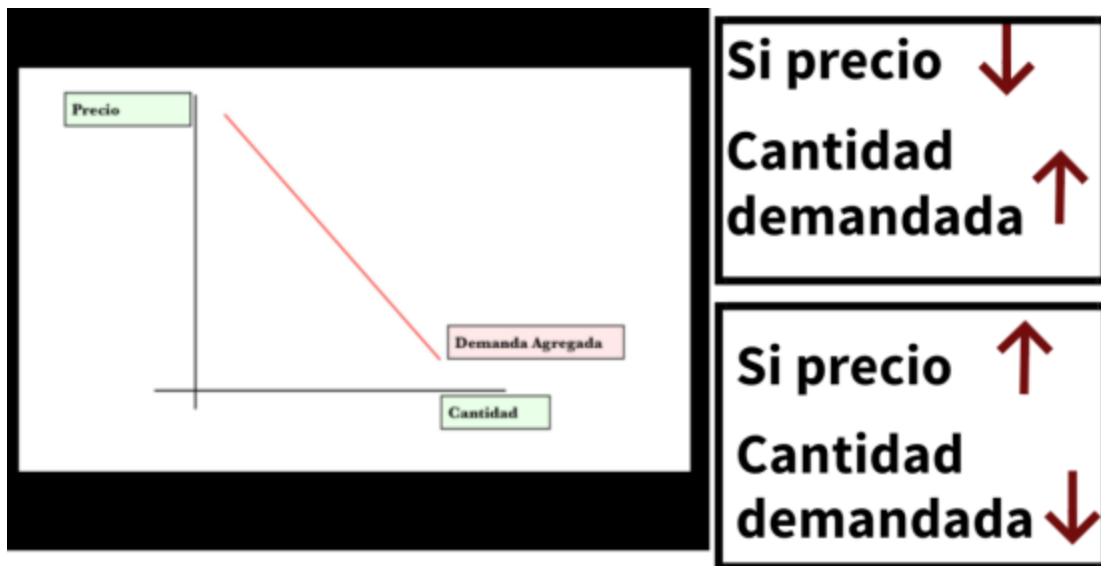 Precio
Demanda Agregada
Cantidad
Si precio
Cantidad
demandada
Si precio
Cantidad
demandada